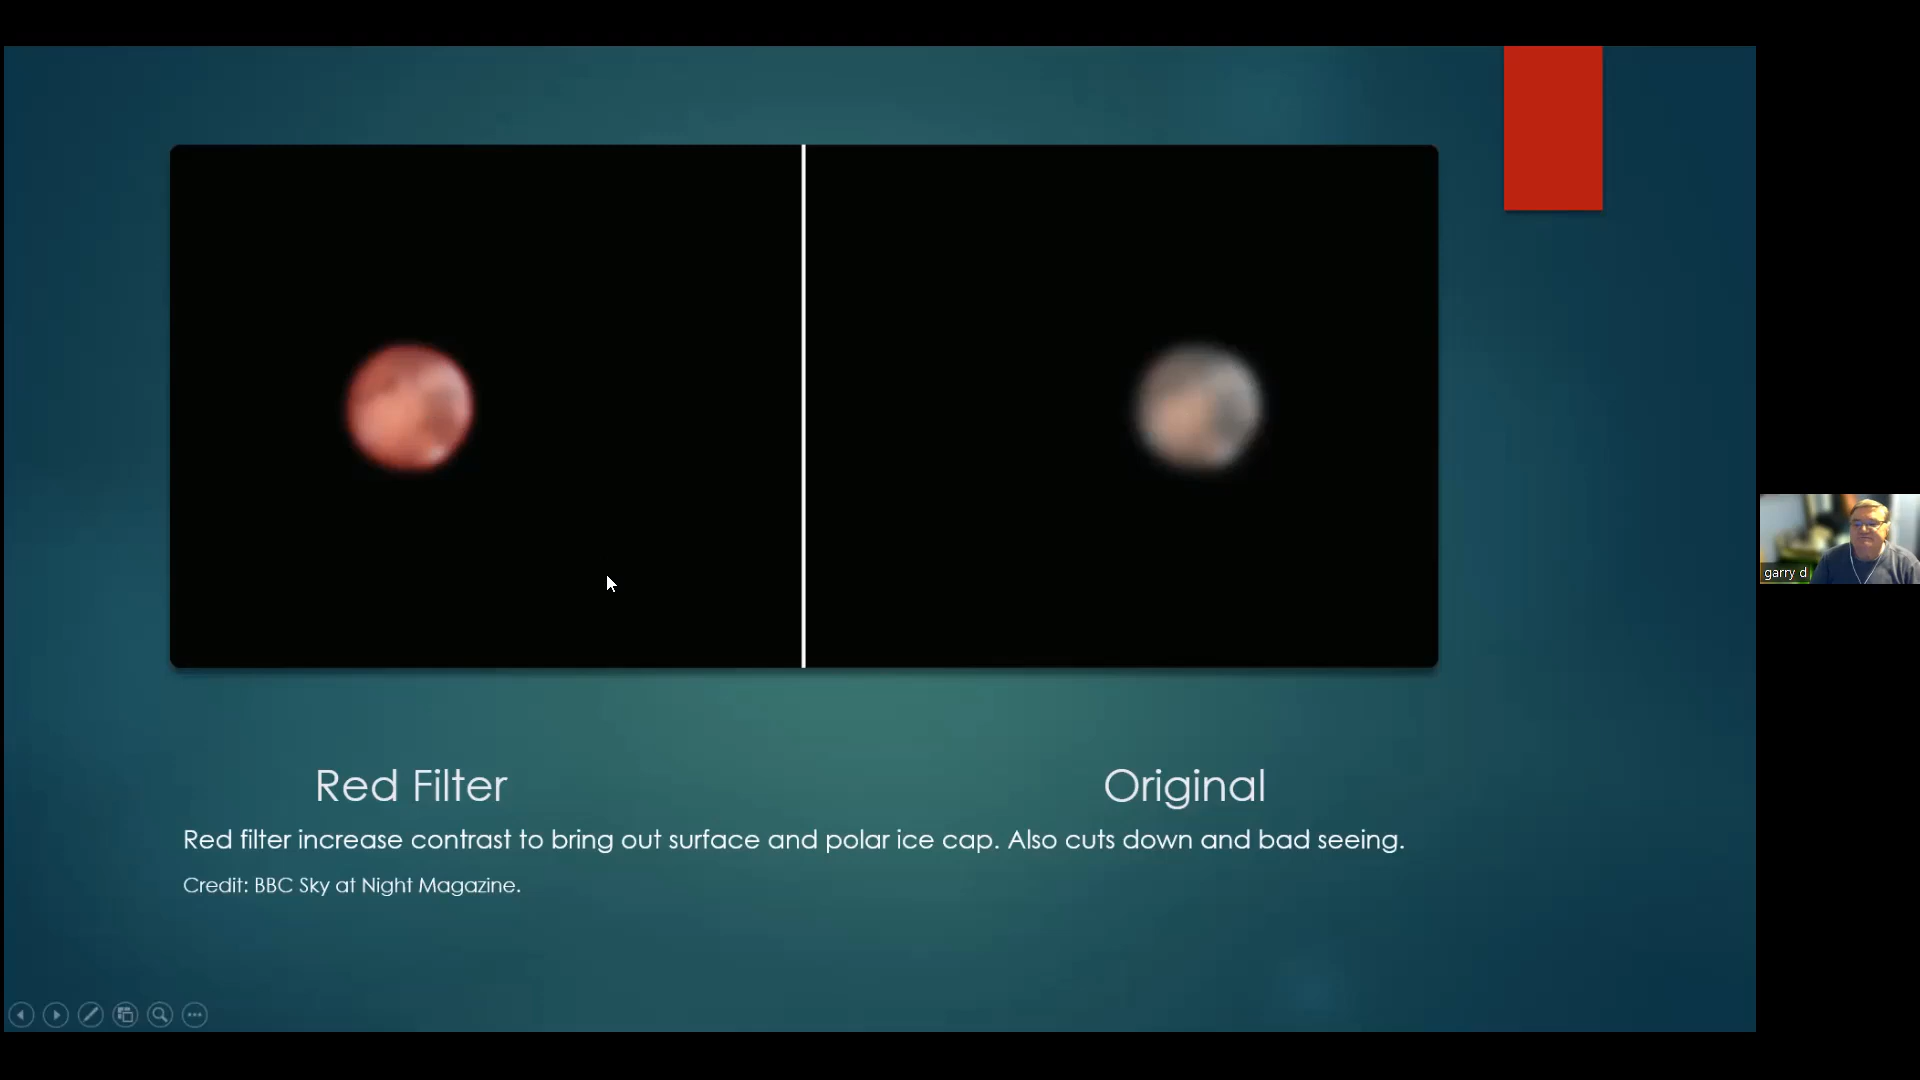 Red Filter
Original
Red filter increase contrast to bring out surface and polar ice cap. Also cuts down and bad seeing.
Credit: BBC Sky at Night Magazine.
garry d